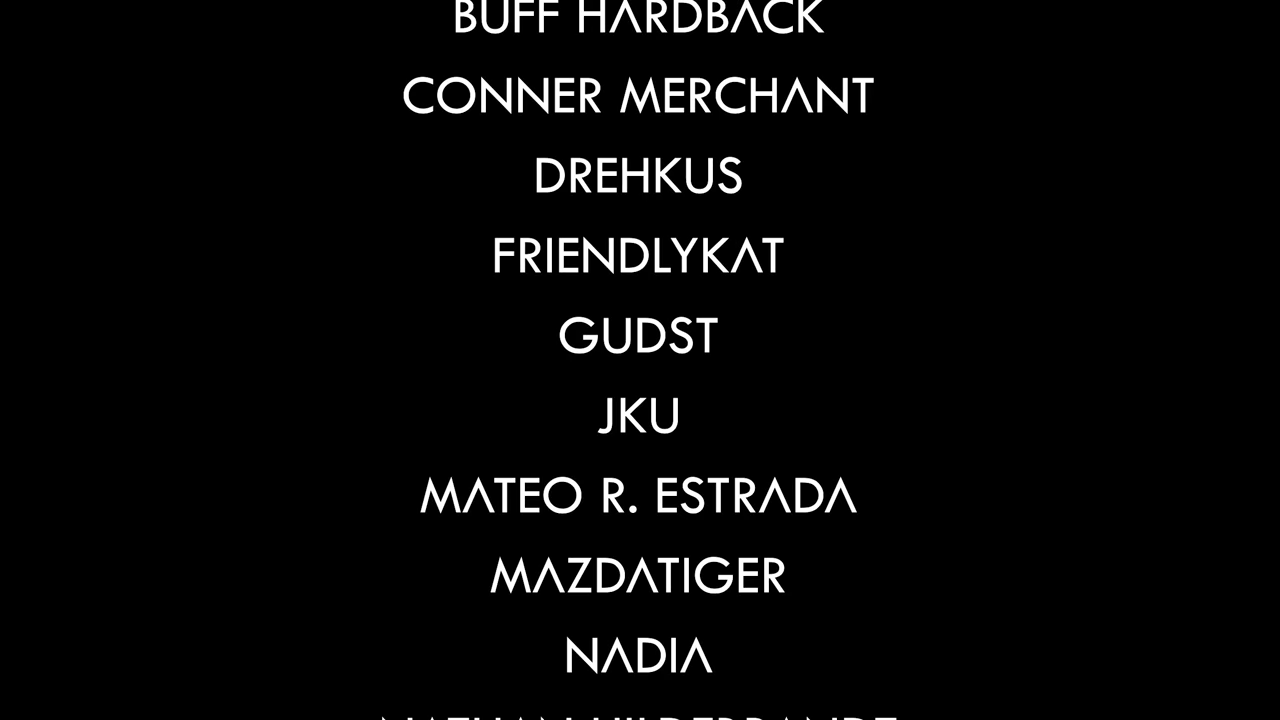 BUFF HARDBACK
CONNER MERCHANT
DREHKUS
FRIENDLYKAT
GUDST
JKU
MATEO R. ESTRADA
MAZDATIGER
NADIA